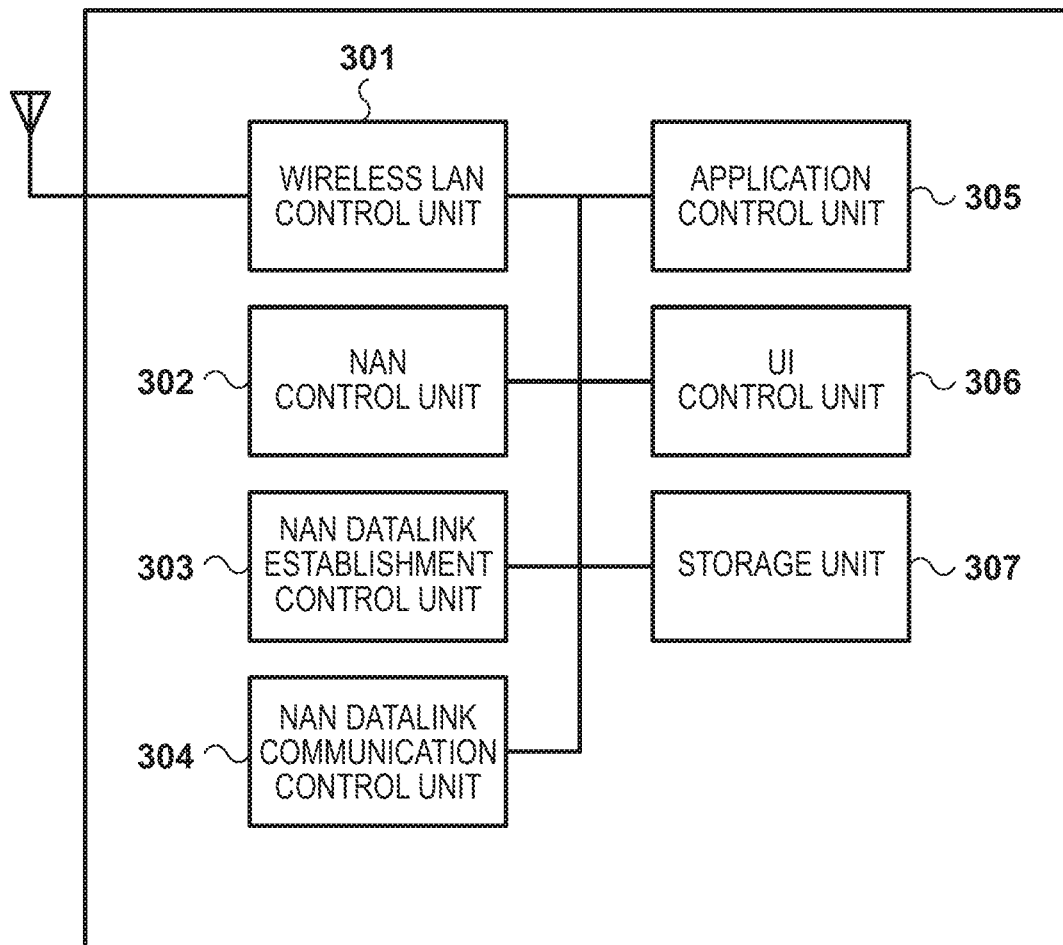 301
WIRELESS LAN
CONTROL UNIT
APPLICATION
CONTROL UNIT
305
302
NAN
CONTROL UNIT
UI
CONTROL UNIT
306
303
NAN DATALINK
ESTABLISHMENT
CONTROL UNIT
STORAGE UNIT
307
304
NAN DATALINK
COMMUNICATION
CONTROL UNIT